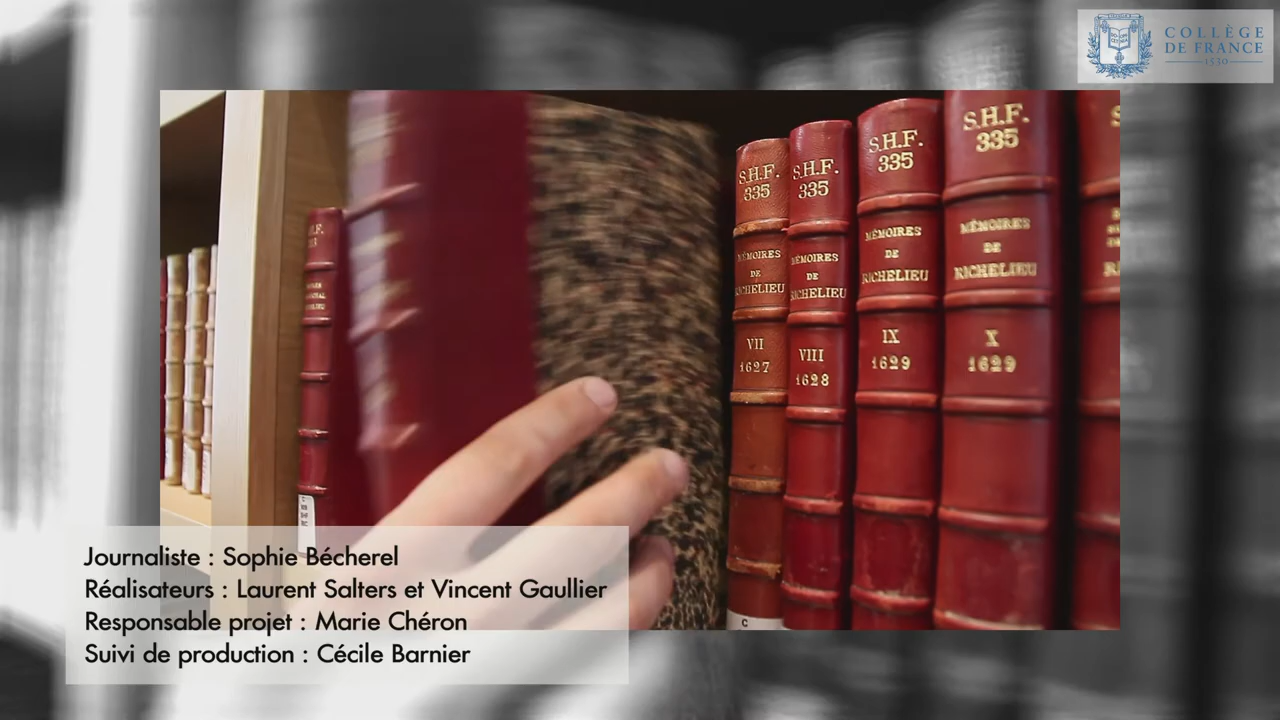 COLLÈGE
DE FRANCE
1530
S.H.F.
335
MÉMOIRES
DE
RICHELIEU
VII
1627
S.H.F.
335
MÉMOIRES
DE
RICHELIEU
VIII
1628
S.H.F.
335
MÉMOIRES
DE
RICHELIEU
IX
1629
S.H.F.
335
MÉMOIRES
DE
RICHELIEU
X
1629
C
Journaliste : Sophie Bécherel
Réalisateurs : Laurent Salters et Vincent Gaullier
Responsable projet : Marie Chéron
Suivi de production : Cécile Barnier